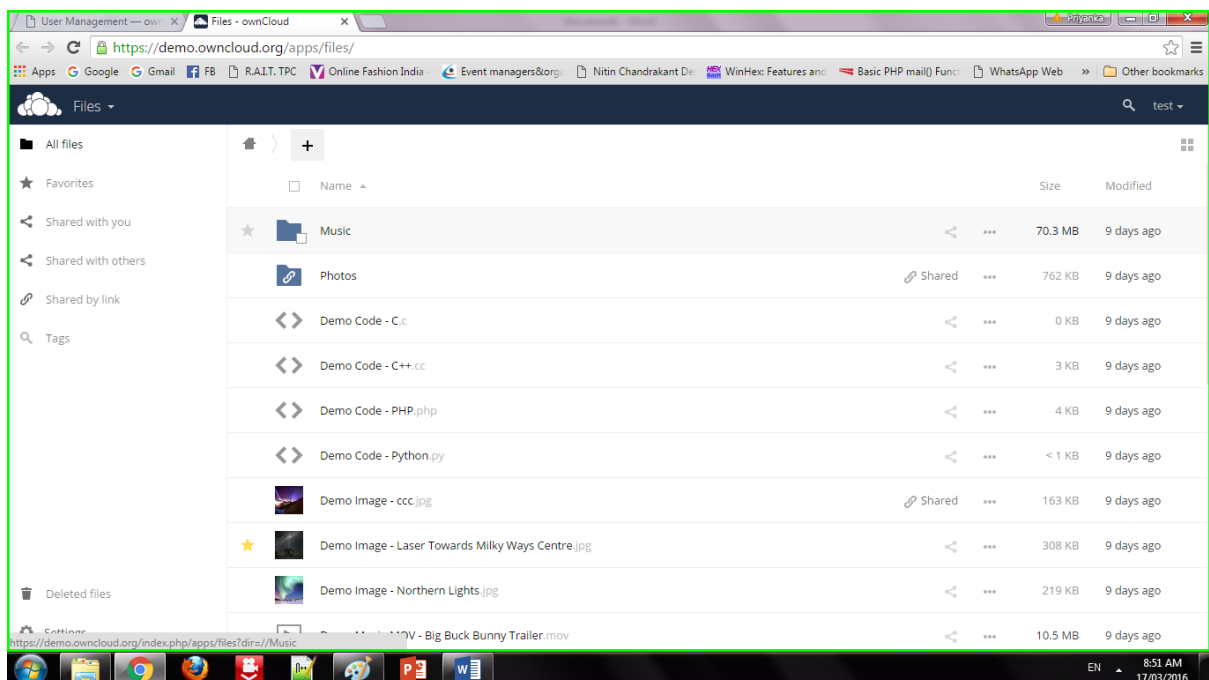 User Management — own
Files - ownCloud
Priyanka
https://demo.owncloud.org/apps/files/
Apps Google Gmail FB R.A.I.T. TPC Online Fashion India - Event managers&orga Nitin Chandrakant De WinHex: Features and Basic PHP mail() Funct WhatsApp Web » Other bookmarks
Files test
All files
+
Favorites
Name Size Modified
Shared with you
Music 70.3 MB 9 days ago
Shared with others
Photos Shared 762 KB 9 days ago
Shared by link
Demo Code - C.c 0 KB 9 days ago
Tags
Demo Code - C++.cc 3 KB 9 days ago
Demo Code - PHP.php 4 KB 9 days ago
Demo Code - Python.py < 1 KB 9 days ago
Demo Image - ccc.jpg Shared 163 KB 9 days ago
Demo Image - Laser Towards Milky Ways Centre.jpg 308 KB 9 days ago
Deleted files
Demo Image - Northern Lights.jpg 219 KB 9 days ago
Settings
MOV - Big Buck Bunny Trailer.mov 10.5 MB 9 days ago
https://demo.owncloud.org/index.php/apps/files?dir=//Music
EN 8:51 AM
17/03/2016